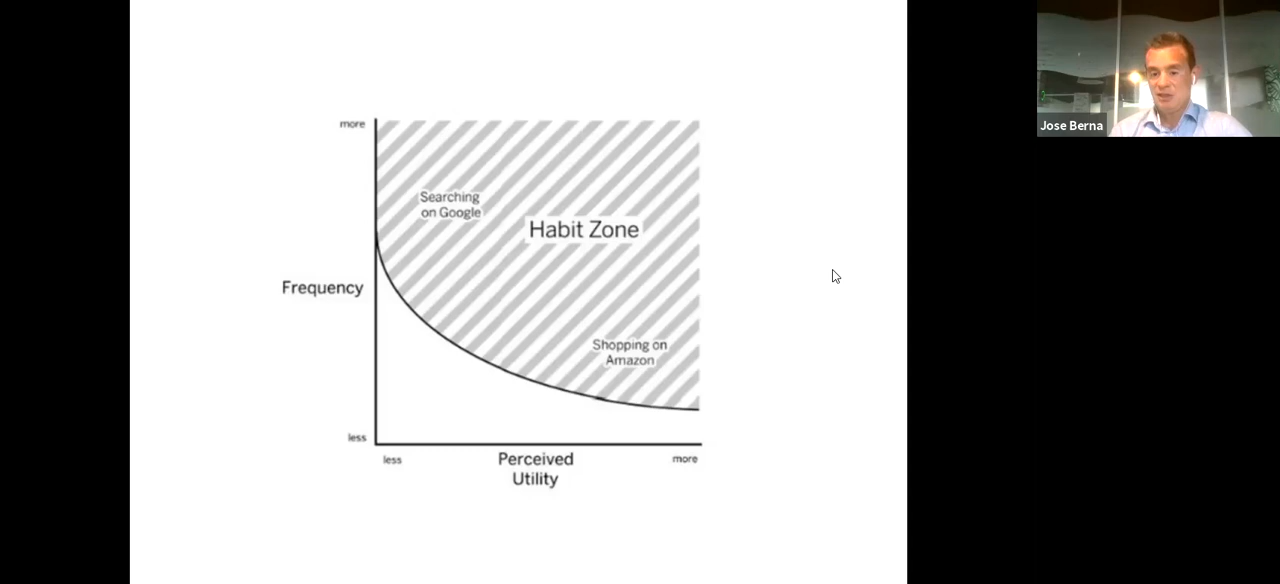 more
Searching
on Google
Habit Zone
Frequency
Shopping on
Amazon
less
less
Perceived
Utility
more
Jose Berna